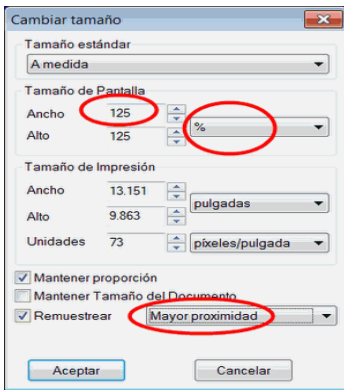 Cambiar tamaño
Tamaño estándar
A medida
Tamaño de Pantalla
Ancho 125
%
Alto 125
Tamaño de Impresión
Ancho 13.151
pulgadas
Alto 9.863
Unidades 73 píxeles/pulgada
Mantener proporción
Mantener Tamaño del Documento
Remuestrear Mayor proximidad
Aceptar Cancelar